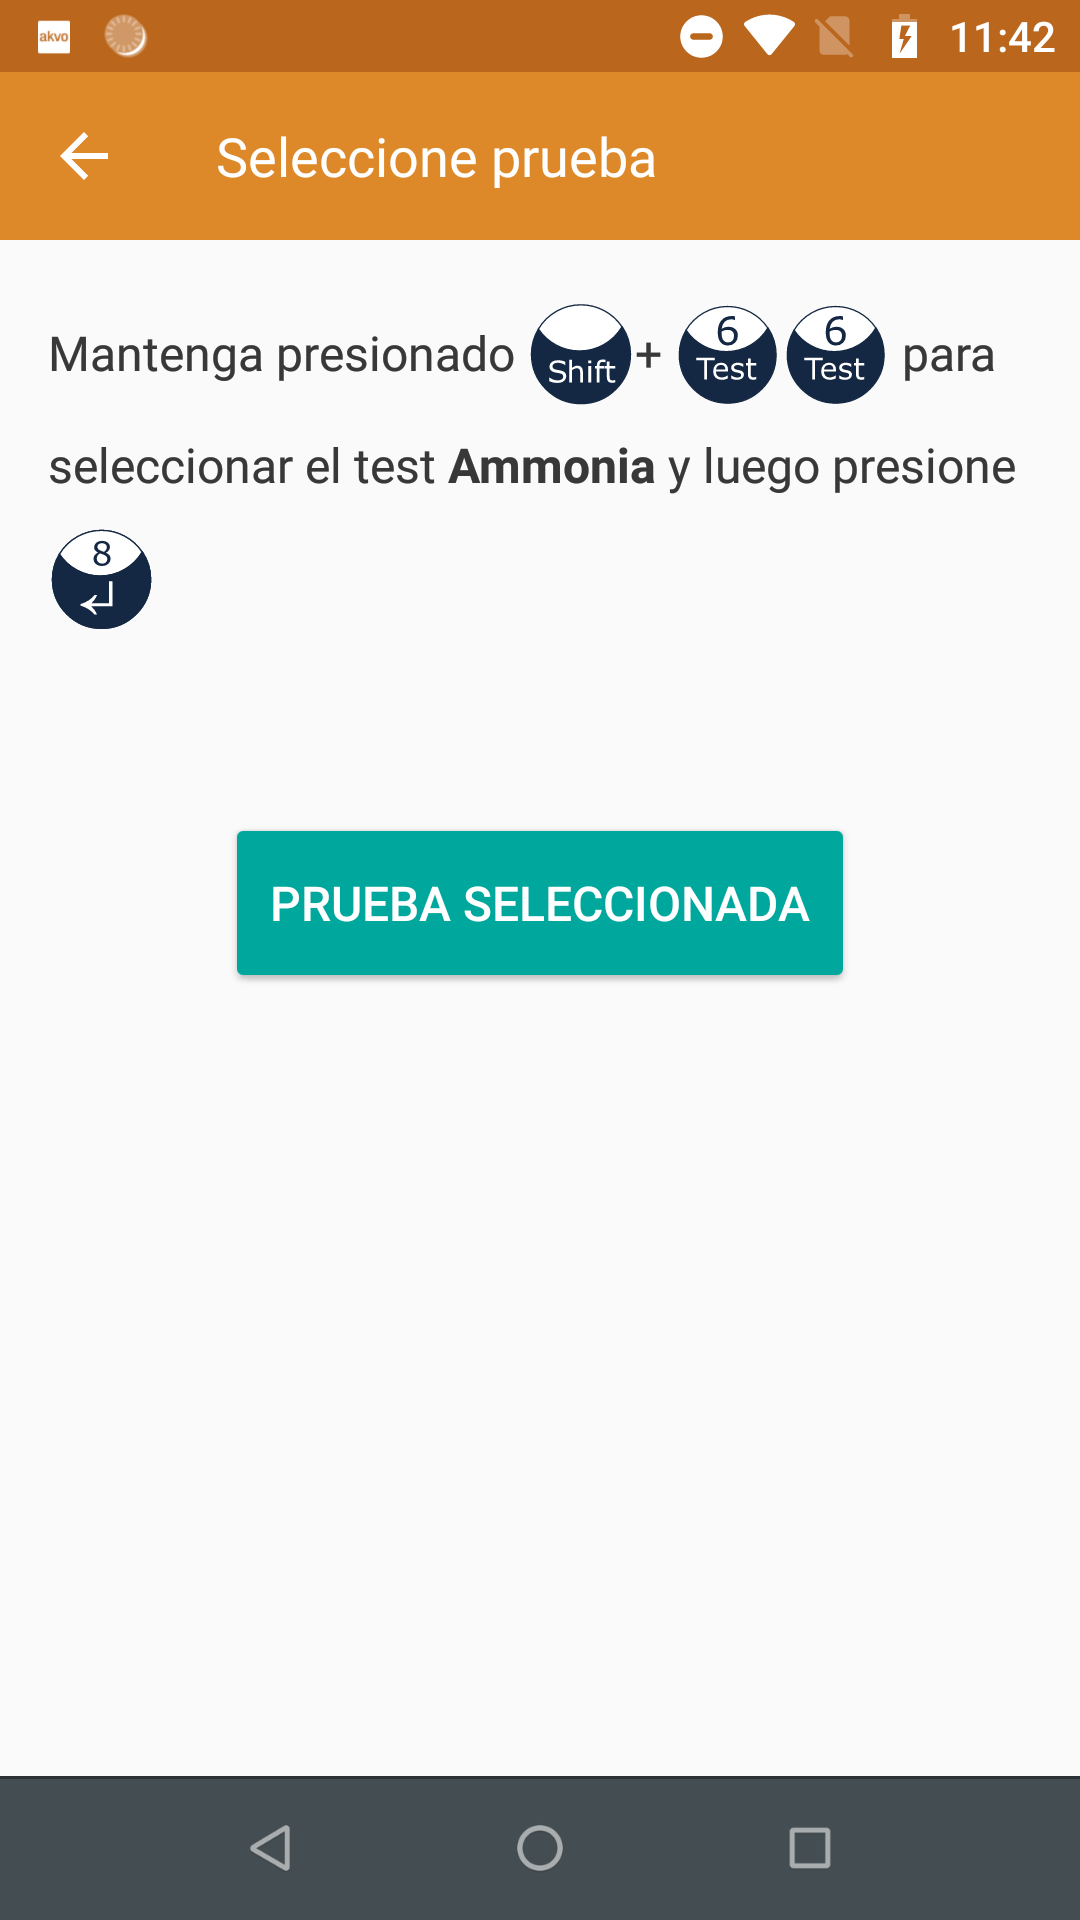 akvo 11:42
Seleccione prueba
Mantenga presionado Shift + 6 Test 6 Test para
seleccionar el test Ammonia y luego presione
8
PRUEBA SELECCIONADA